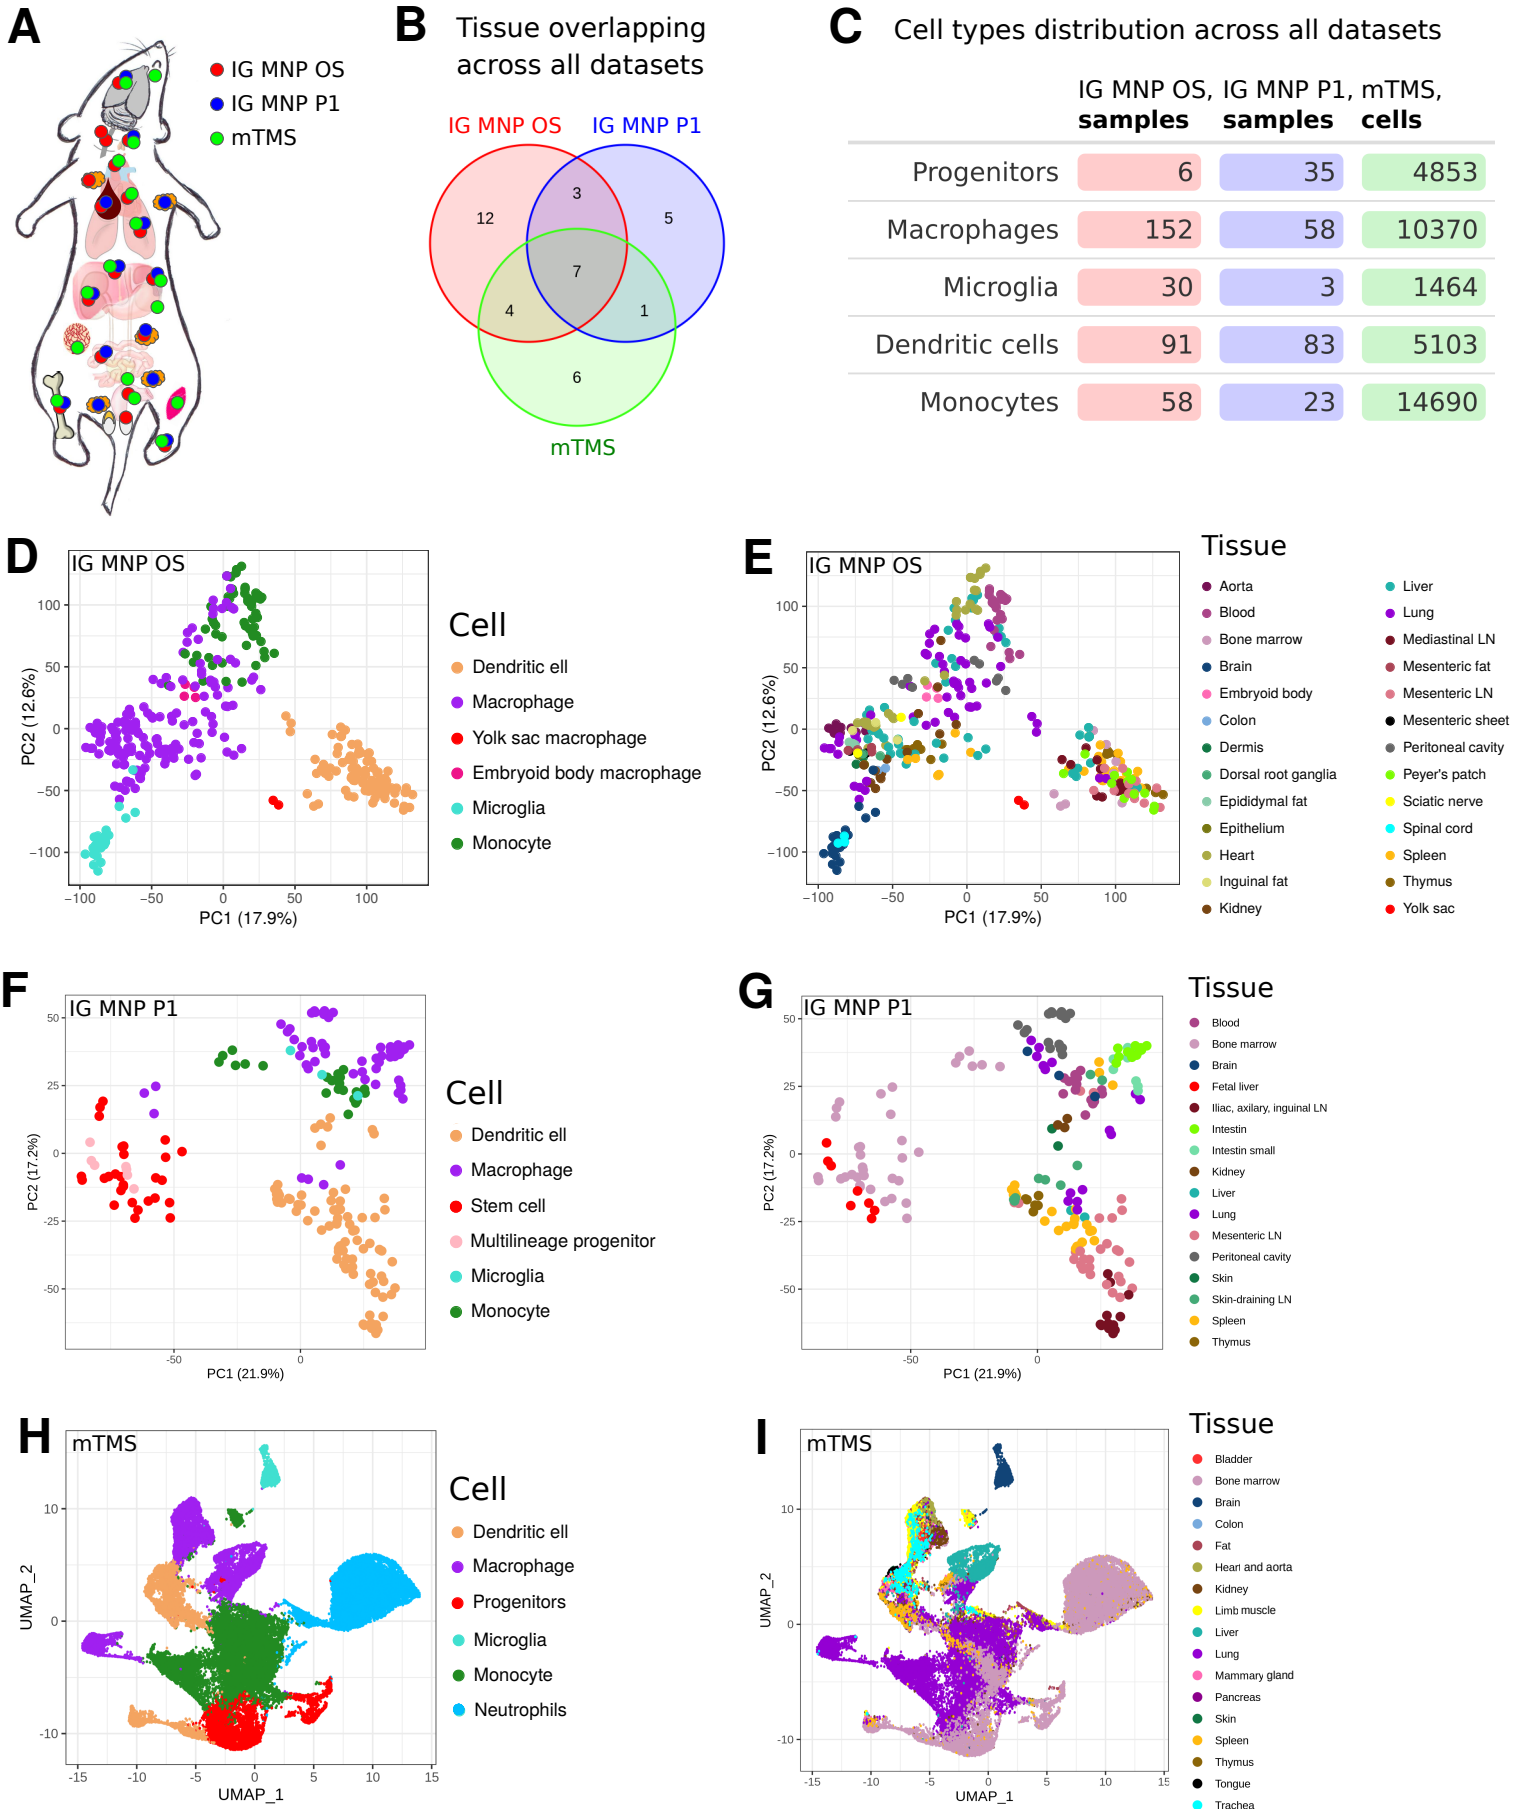 A
IG MNP OS
IG MNP P1
mTMS
B
Tissue overlapping
across all datasets
IG MNP OS
IG MNP P1
3
12
5
7
4
1
6
mTMS
C
Cell types distribution across all datasets
IG MNP OS, IG MNP P1, mTMS,
samples samples cells
Progenitors 6 35 4853
Macrophages 152 58 10370
Microglia 30 3 1464
Dendritic cells 91 83 5103
Monocytes 58 23 14690
D
IG MNP OS
100
50
0
−50
−100
PC2 (12.6%)
−100 −50 0 50 100
PC1 (17.9%)
Cell
Dendritic ell
Macrophage
Yolk sac macrophage
Embryoid body macrophage
Microglia
Monocyte
E
IG MNP OS
100
50
0
−50
−100
PC2 (12.6%)
−100 −50 0 50 100
PC1 (17.9%)
Tissue
Aorta
Blood
Bone marrow
Brain
Embryoid body
Colon
Dermis
Dorsal root ganglia
Epididymal fat
Epithelium
Heart
Inguinal fat
Kidney
Liver
Lung
Mediastinal LN
Mesenteric fat
Mesenteric LN
Mesenteric sheet
Peritoneal cavity
Peyer's patch
Sciatic nerve
Spinal cord
Spleen
Thymus
Yolk sac
F
IG MNP P1
50
25
0
-25
-50
PC2 (17.2%)
-50 0
PC1 (21.9%)
Cell
Dendritic ell
Macrophage
Stem cell
Multilineage progenitor
Microglia
Monocyte
G
IG MNP P1
50
25
0
-25
-50
PC2 (17.2%)
-50 0
PC1 (21.9%)
Tissue
Blood
Bone marrow
Brain
Fetal liver
Iliac, axilary, inguinal LN
Intestin
Intestin small
Kidney
Liver
Lung
Mesenteric LN
Peritoneal cavity
Skin
Skin-draining LN
Spleen
Thymus
H
mTMS
10
0
-10
UMAP_2
-15 -10 -5 0 5 10 15
UMAP_1
Cell
Dendritic ell
Macrophage
Progenitors
Microglia
Monocyte
Neutrophils
I
mTMS
10
0
-10
UMAP_2
-15 -10 -5 0 5 10 15
UMAP_1
Tissue
Bladder
Bone marrow
Brain
Colon
Fat
Heart and aorta
Kidney
Limb muscle
Liver
Lung
Mammary gland
Pancreas
Skin
Spleen
Thymus
Tongue
Trachea